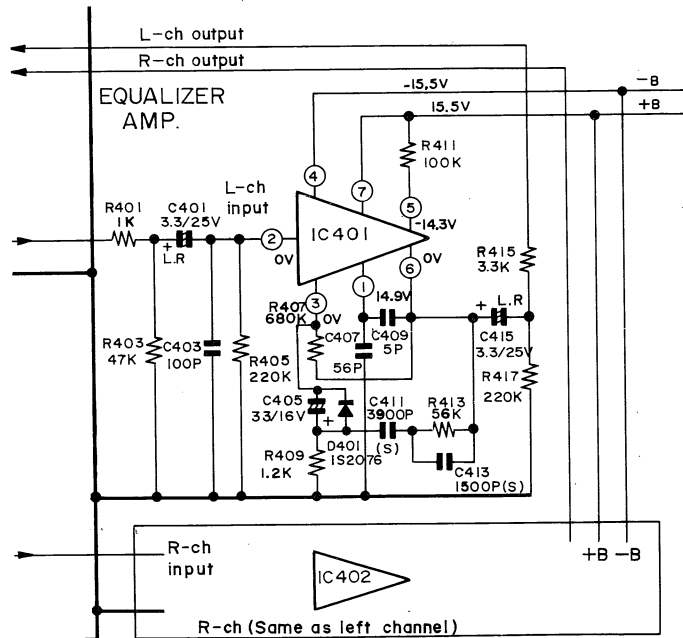 L-ch output
R-ch output
-15.5V
-B
15.5V
+B
EQUALIZER
AMP.
R411
100K
4
7
L-ch
input
R401
1K
C401
3.3/25V
+
L.R
2
0V
IC401
5
-14.3V
0V
6
R415
3.3K
3
1
14.9V
+
L.R
R407
680K
0V
C407
C409
5P
C415
3.3/25V
R403
47K
C403
100P
R405
220K
56P
R417
220K
C405
33/16V
+
C411
3900P
(S)
R413
56K
D401
1S2076
R409
1.2K
C413
1500P(S)
R-ch
input
IC402
+B
-B
R-ch (Same as left channel)